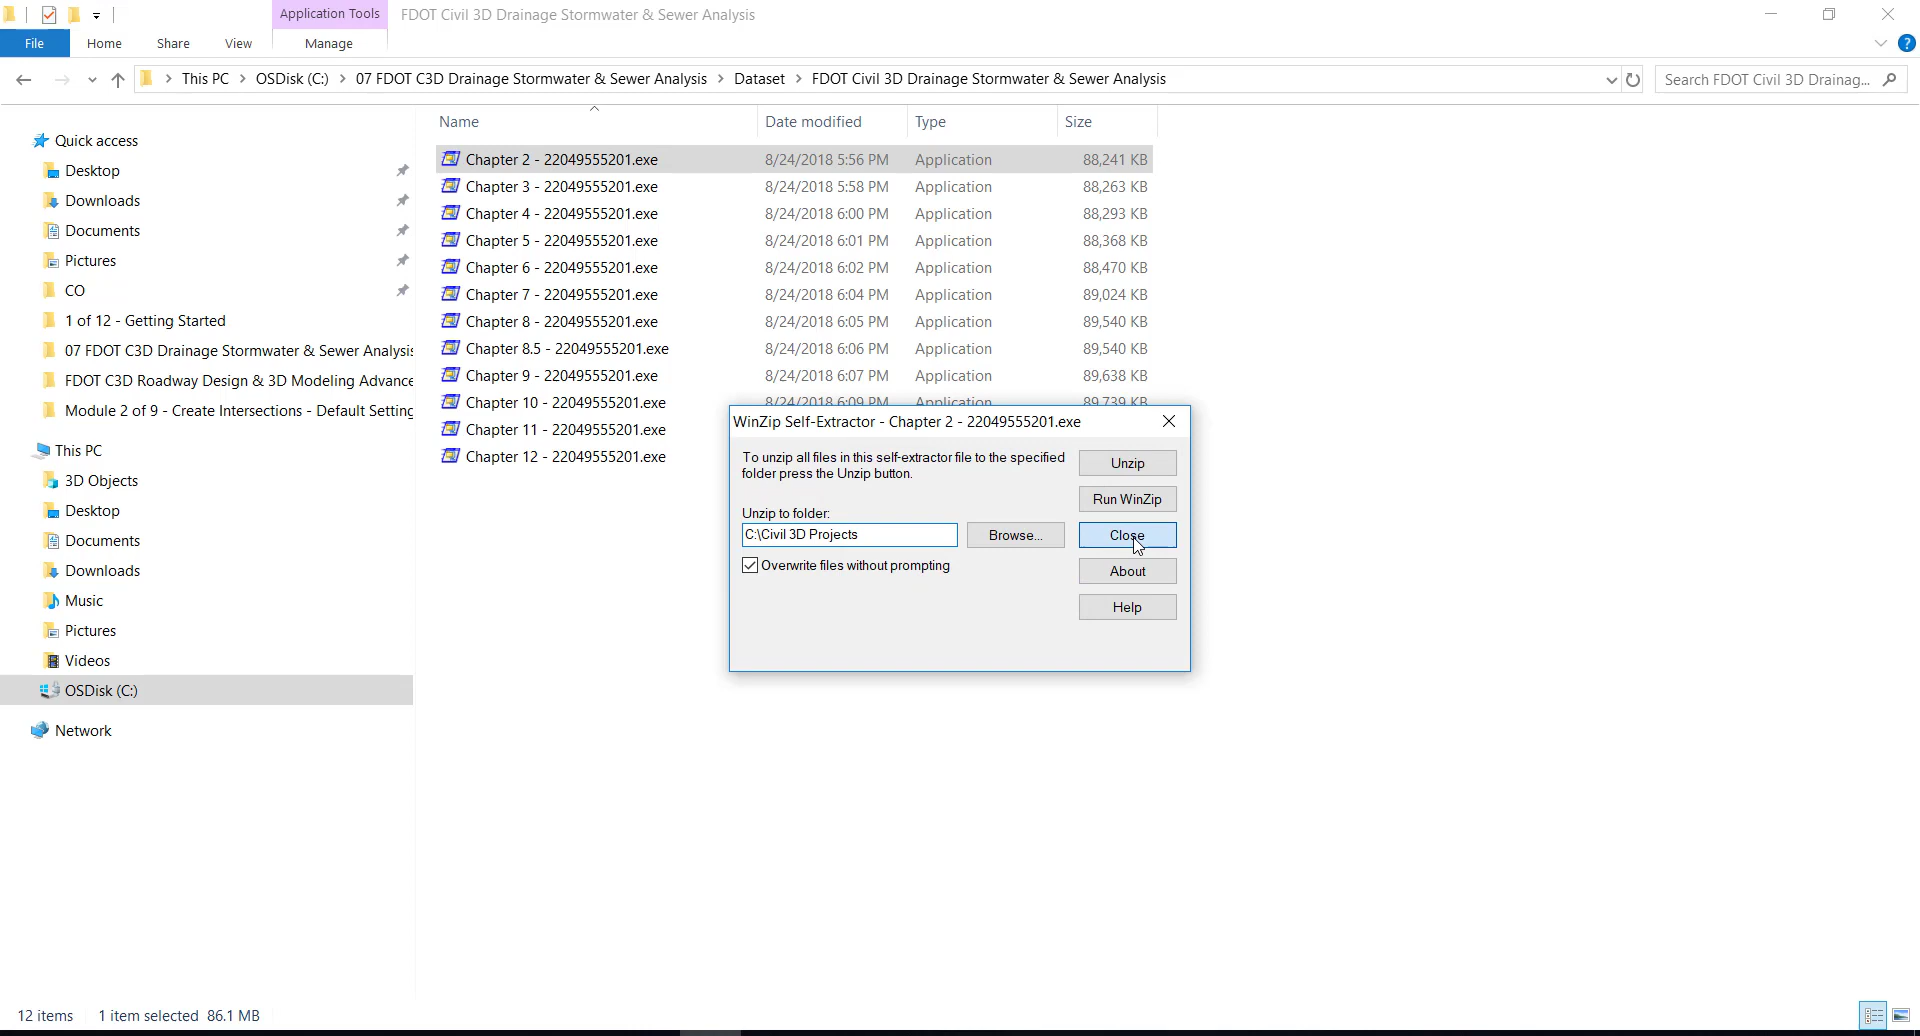 Application Tools
FDOT Civil 3D Drainage Stormwater & Sewer Analysis
File
Home
Share
View
Manage
This PC
OSDisk (C:)
07 FDOT C3D Drainage Stormwater & Sewer Analysis
Dataset
FDOT Civil 3D Drainage Stormwater & Sewer Analysis
Search FDOT Civil 3D Drainag...
Name
Date modified
Type
Size
Quick access
Desktop
Downloads
Documents
Pictures
CO
1 of 12 - Getting Started
07 FDOT C3D Drainage Stormwater & Sewer Analysis
FDOT C3D Roadway Design & 3D Modeling Advance
Module 2 of 9 - Create Intersections - Default Setting
This PC
3D Objects
Desktop
Documents
Downloads
Music
Pictures
Videos
OSDisk (C:)
Network
Chapter 2 - 22049555201.exe 8/24/2018 5:56 PM Application 88,241 KB
Chapter 3 - 22049555201.exe 8/24/2018 5:58 PM Application 88,263 KB
Chapter 4 - 22049555201.exe 8/24/2018 6:00 PM Application 88,293 KB
Chapter 5 - 22049555201.exe 8/24/2018 6:01 PM Application 88,368 KB
Chapter 6 - 22049555201.exe 8/24/2018 6:02 PM Application 88,470 KB
Chapter 7 - 22049555201.exe 8/24/2018 6:04 PM Application 89,024 KB
Chapter 8 - 22049555201.exe 8/24/2018 6:05 PM Application 89,540 KB
Chapter 8.5 - 22049555201.exe 8/24/2018 6:06 PM Application 89,540 KB
Chapter 9 - 22049555201.exe 8/24/2018 6:07 PM Application 89,638 KB
Chapter 10 - 22049555201.exe 8/24/2018 6:09 PM Application 89,739 KB
Chapter 11 - 22049555201.exe
Chapter 12 - 22049555201.exe
WinZip Self-Extractor - Chapter 2 - 22049555201.exe
To unzip all files in this self-extractor file to the specified
folder press the Unzip button.
Unzip to folder:
C:\Civil 3D Projects
Browse...
Overwrite files without prompting
Unzip
Run WinZip
Close
About
Help
12 items
1 item selected 86.1 MB